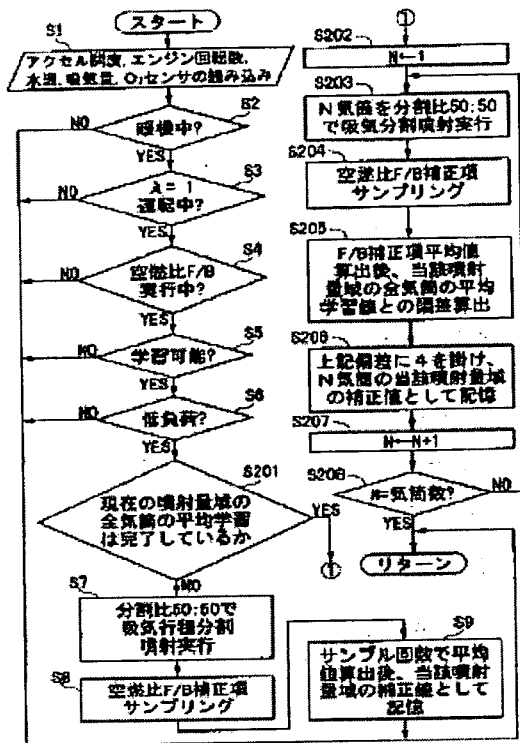 スタート
S1
アクセル開度,エンジン回転数,
水温,吸気量,O₂センサの読み込み
S2
暖機中?
NO
YES
S3
λ=1
運転中?
NO
YES
S4
空燃比F/B
実行中?
NO
YES
S5
学習可能?
NO
YES
S6
低負荷?
NO
YES
S201
現在の噴射量域の
全気筒の平均学習
は完了しているか
YES
①
NO
S7
分割比50:50で
吸気行程分割
噴射実行
S8
空燃比F/B補正項
サンプリング
①
S202
N←1
S203
N気筒を分割比50:50
で吸気分割噴射実行
S204
空燃比F/B補正項
サンプリング
S205
F/B補正項平均値
算出後、当該噴射
量域の全気筒の平均
学習値との偏差算出
S206
上記偏差に4を掛け、
N気筒の当該噴射量域
の補正値として記憶
S207
N←N+1
S208
N=気筒数?
NO
YES
リターン
S9
サンプル回数で平均
値算出後、当該噴射
量域の補正値として
記憶